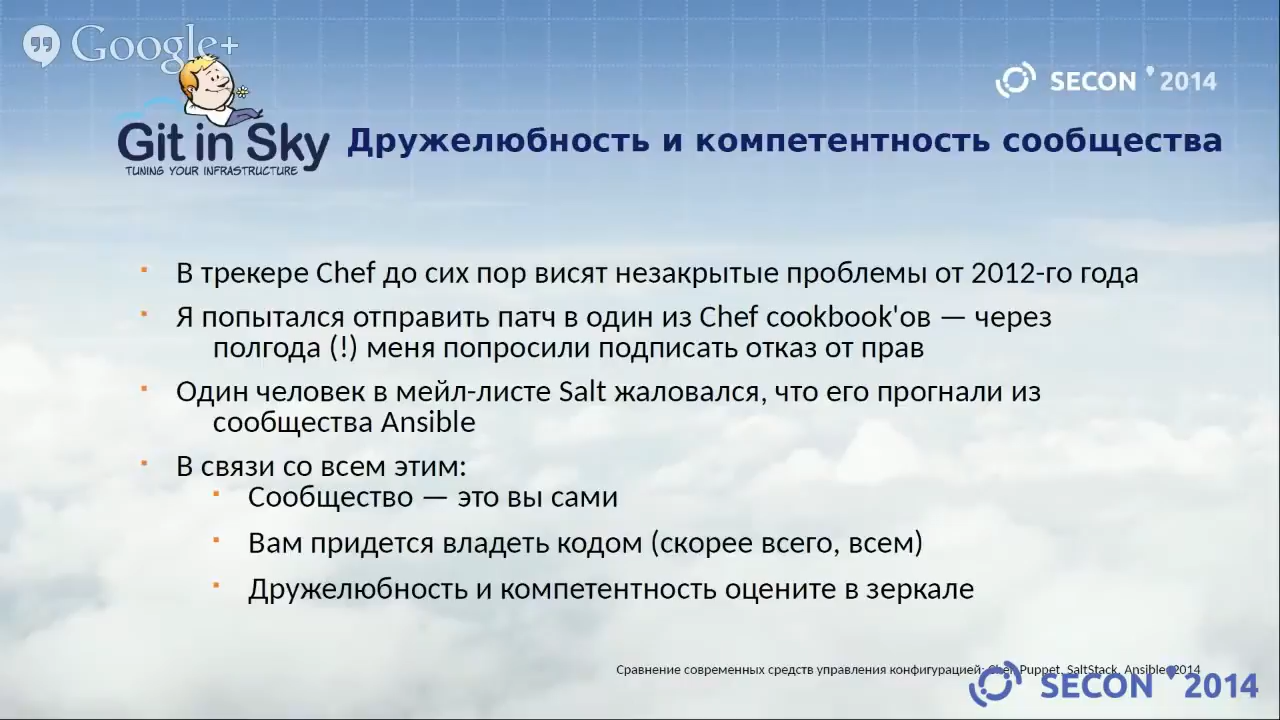 Google+
SECON 2014
Git in Sky
TUNING YOUR INFRASTRUCTURE
Дружелюбность и компетентность сообщества
В трекере Chef до сих пор висят незакрытые проблемы от 2012-го года
Я попытался отправить патч в один из Chef cookbook'ов — через
полгода (!) меня попросили подписать отказ от прав
Один человек в мейл-листе Salt жаловался, что его прогнали из
сообщества Ansible
В связи со всем этим:
Сообщество — это вы сами
Вам придется владеть кодом (скорее всего, всем)
Дружелюбность и компетентность оцените в зеркале
Сравнение современных средств управления конфигурацией: Chef, Puppet, SaltStack, Ansible, 2014
SECON 2014